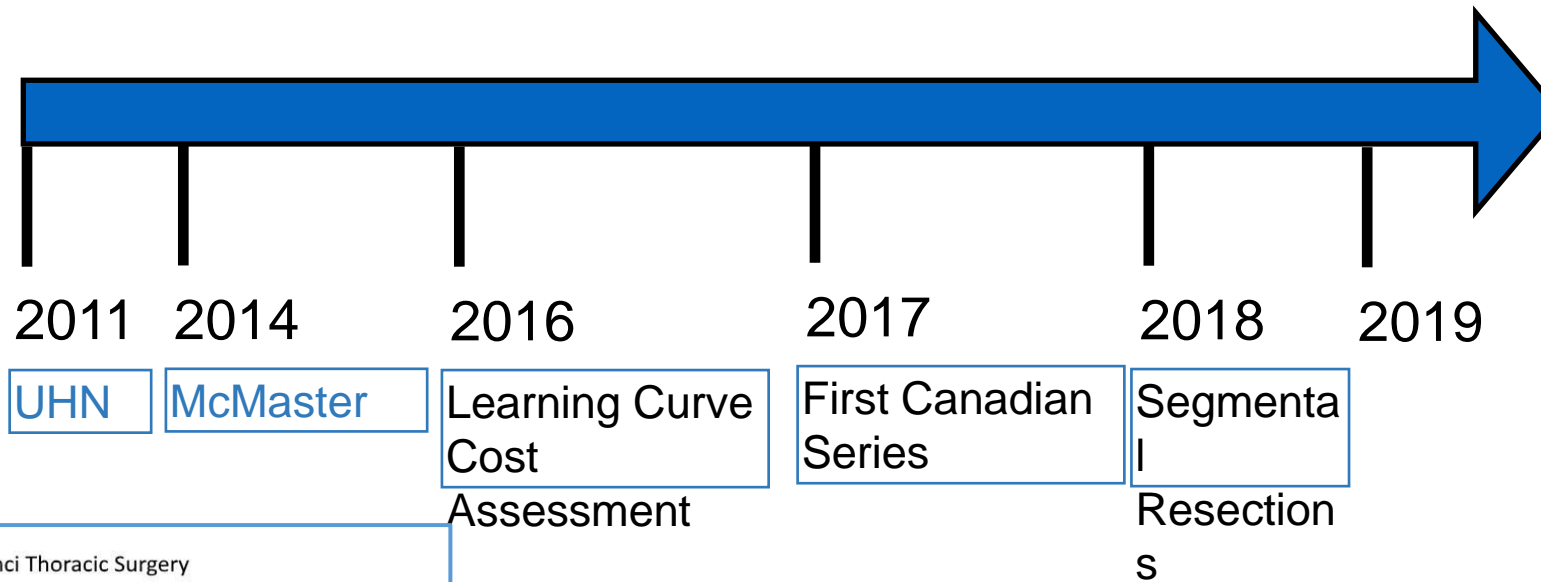 2011 2014 2016 2017 2018 2019
UHN
McMaster
Learning Curve
Cost
Assessment
First Canadian
Series
Segmenta
l
Resection
s
Thoracic Surgery